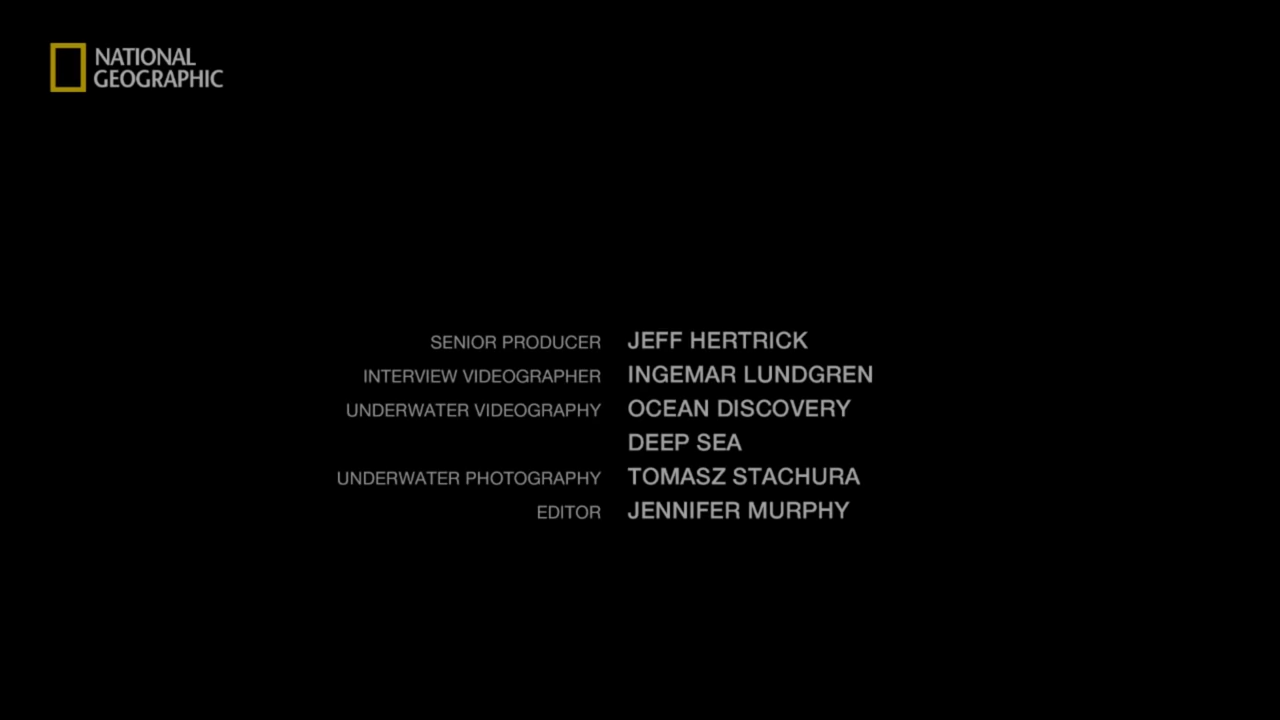 NATIONAL
GEOGRAPHIC
SENIOR PRODUCER JEFF HERTRICK
INTERVIEW VIDEOGRAPHER INGEMAR LUNDGREN
UNDERWATER VIDEOGRAPHY OCEAN DISCOVERY
DEEP SEA
UNDERWATER PHOTOGRAPHY TOMASZ STACHURA
EDITOR JENNIFER MURPHY